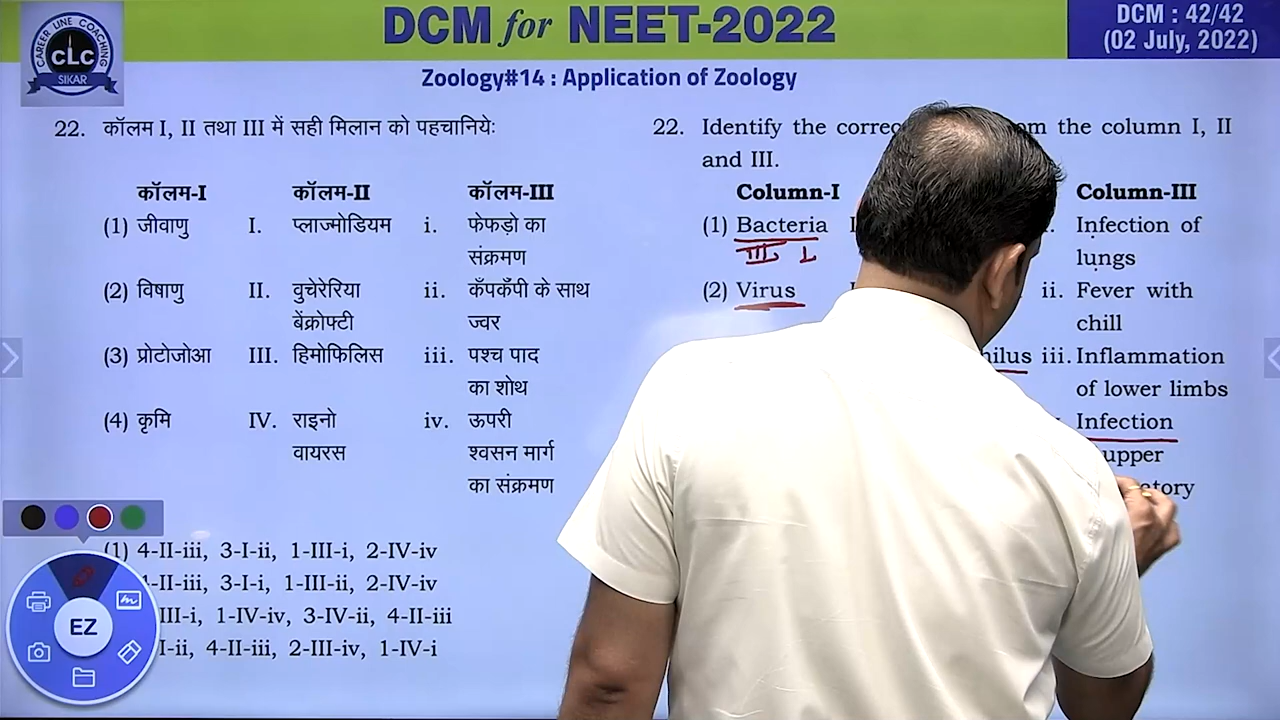 CAREER LINE COACHING
CLC
SIKAR
DCM for NEET-2022
DCM : 42/42
(02 July, 2022)
Zoology#14 : Application of Zoology
22. कॉलम I, II तथा III में सही मिलान को पहचानियेः
कॉलम-I कॉलम-II कॉलम-III
(1) जीवाणु I. प्लाज्मोडियम i. फेफड़ो का
संक्रमण
(2) विषाणु II. वुचेरेरिया ii. कँपकँपी के साथ
बेंक्रोफ्टी ज्वर
(3) प्रोटोजोआ III. हिमोफिलिस iii. पश्च पाद
का शोथ
(4) कृमि IV. राइनो iv. ऊपरी
वायरस श्वसन मार्ग
का संक्रमण
(1) 4-II-iii, 3-I-ii, 1-III-i, 2-IV-iv
4-II-iii, 3-I-i, 1-III-ii, 2-IV-iv
III-i, 1-IV-iv, 3-IV-ii, 4-II-iii
I-ii, 4-II-iii, 2-III-iv, 1-IV-i
22. Identify the from the column I, II
and III.
Column-I Column-III
(1) Bacteria Infection of
III I lungs
(2) Virus ii. Fever with
chill
iii. Inflammation
of lower limbs
Infection
upper
EZ